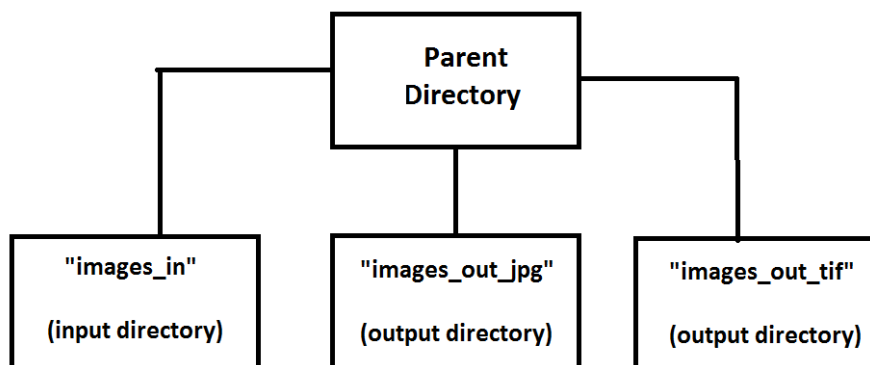 Parent
Directory
"images_in"
(input directory)
"images_out_jpg"
(output directory)
"images_out_tif"
(output directory)